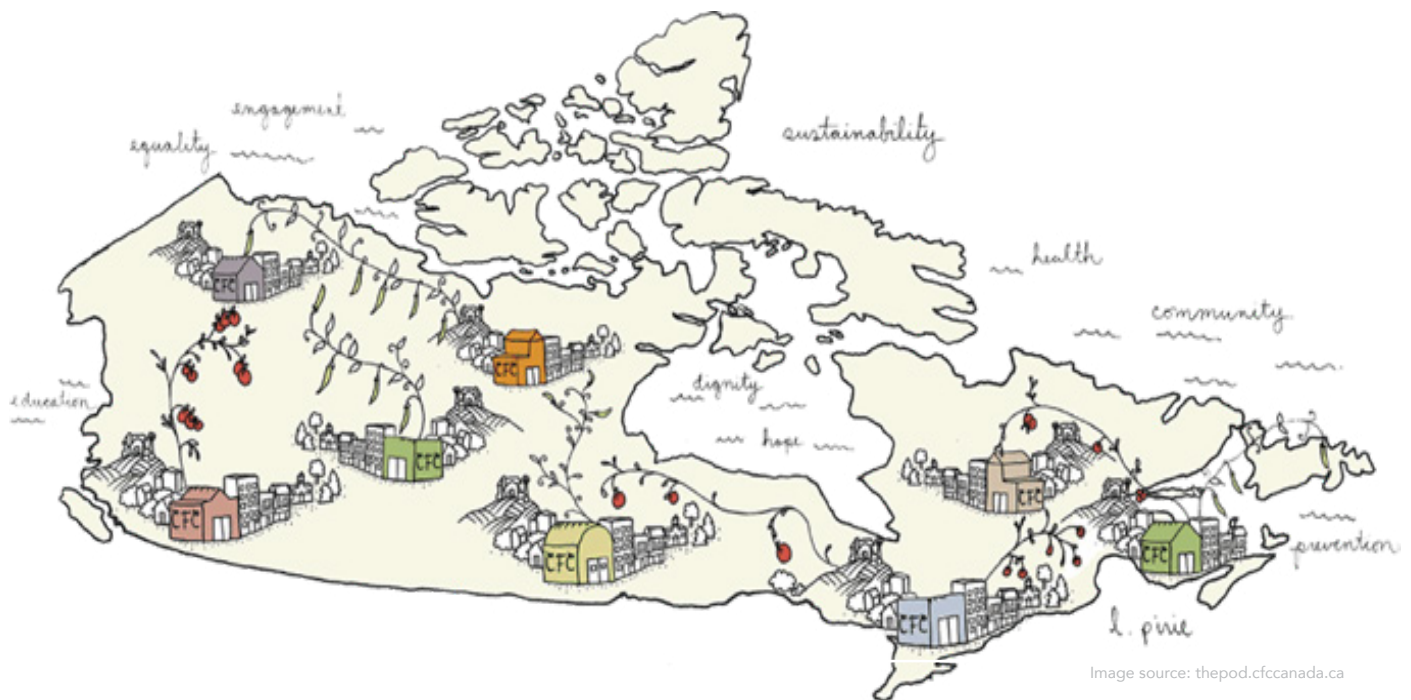 engagement
sustainability
equality
health
CFC
community
CFC
dignity
education
hope
CFC
CFC
CFC
CFC
prevention
CFC
CFC
l. pirie
Image source: thepod.cfccanada.ca